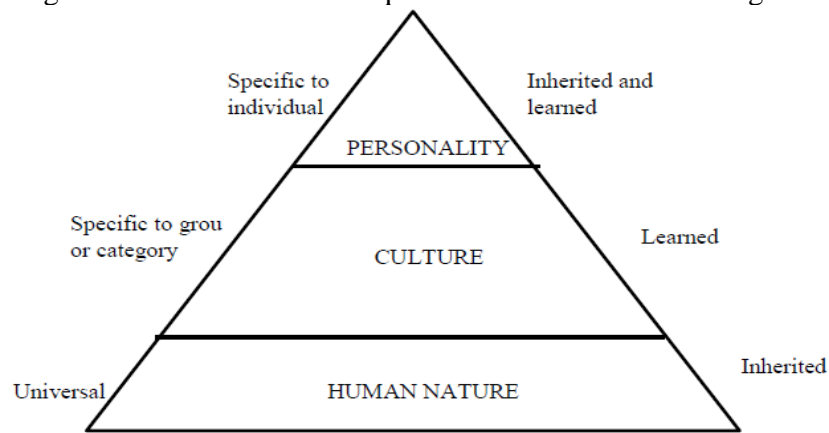 Specific to
individual
Inherited and
learned
PERSONALITY
Specific to grou
or category
Learned
CULTURE
Inherited
Universal
HUMAN NATURE